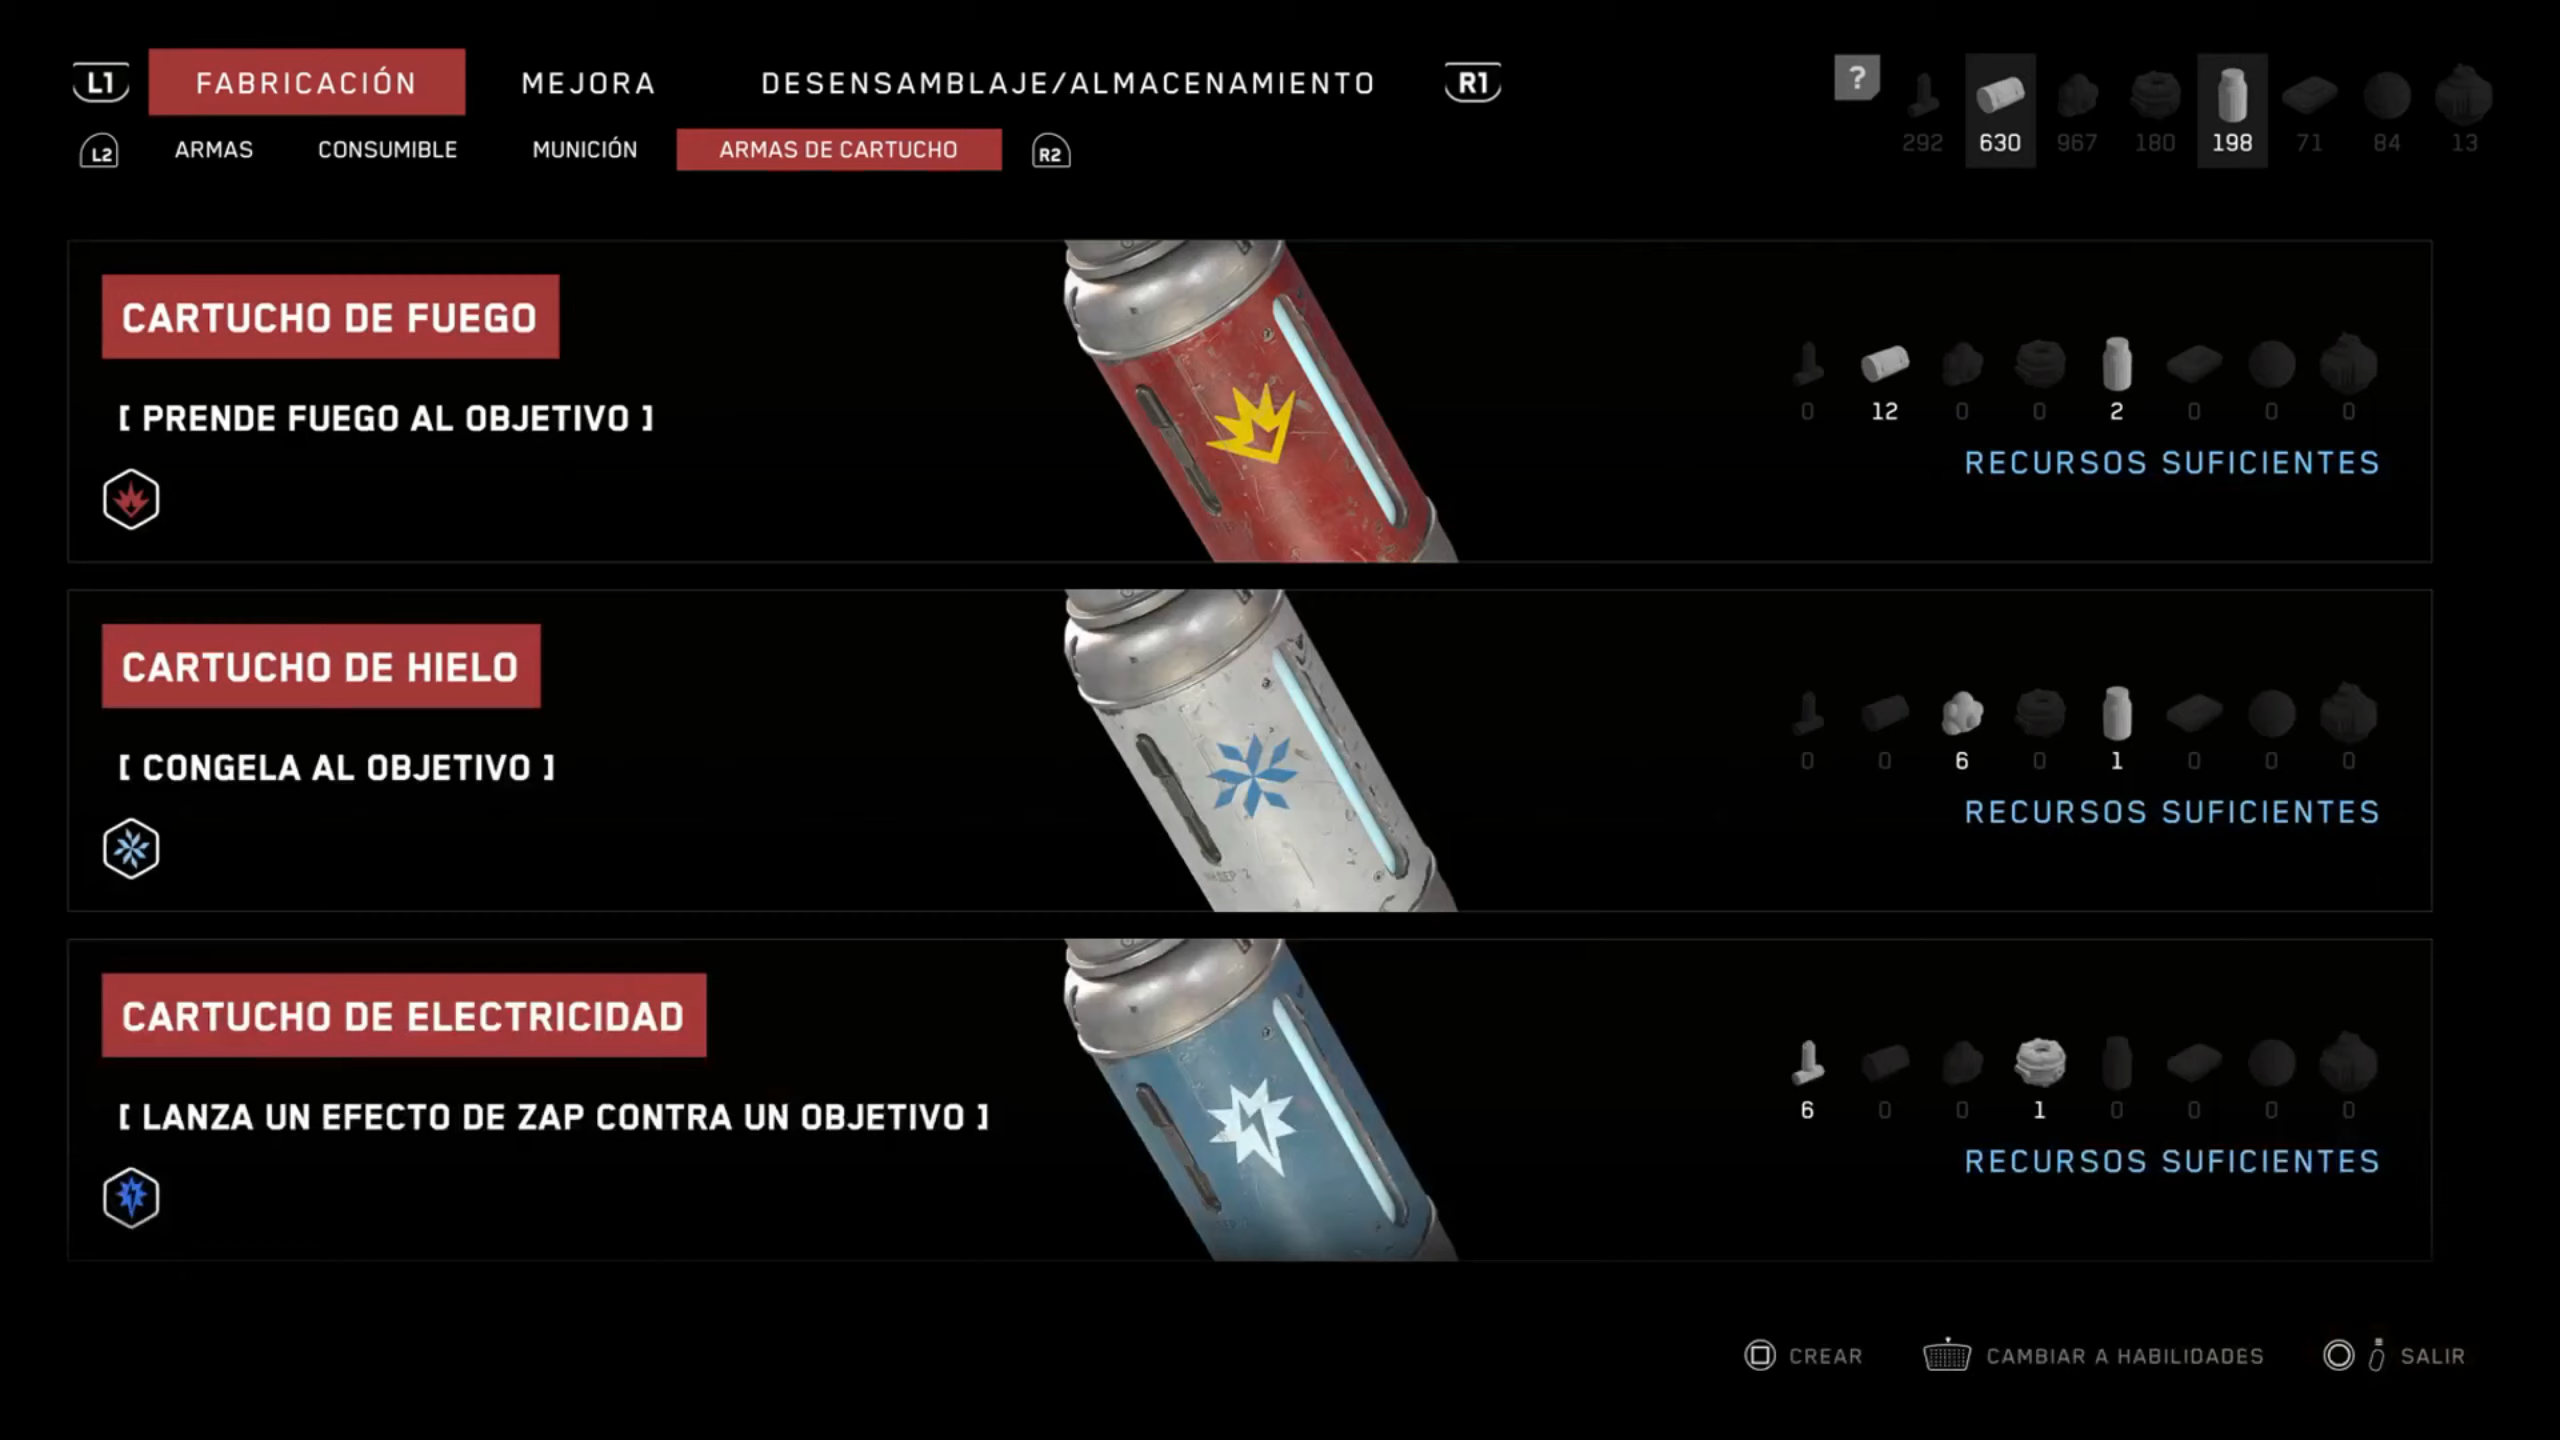 L1 FABRICACIÓN MEJORA DESENSAMBLAJE/ALMACENAMIENTO R1
?
292 630 967 180 198 71 84 13
L2 ARMAS CONSUMIBLE MUNICIÓN ARMAS DE CARTUCHO R2
CARTUCHO DE FUEGO
[ PRENDE FUEGO AL OBJETIVO ]
0 12 0 0 2 0 0 0
RECURSOS SUFICIENTES
CARTUCHO DE HIELO
[ CONGELA AL OBJETIVO ]
0 0 6 0 1 0 0 0
RECURSOS SUFICIENTES
CARTUCHO DE ELECTRICIDAD
[ LANZA UN EFECTO DE ZAP CONTRA UN OBJETIVO ]
6 0 0 1 0 0 0 0
RECURSOS SUFICIENTES
CREAR CAMBIAR A HABILIDADES SALIR